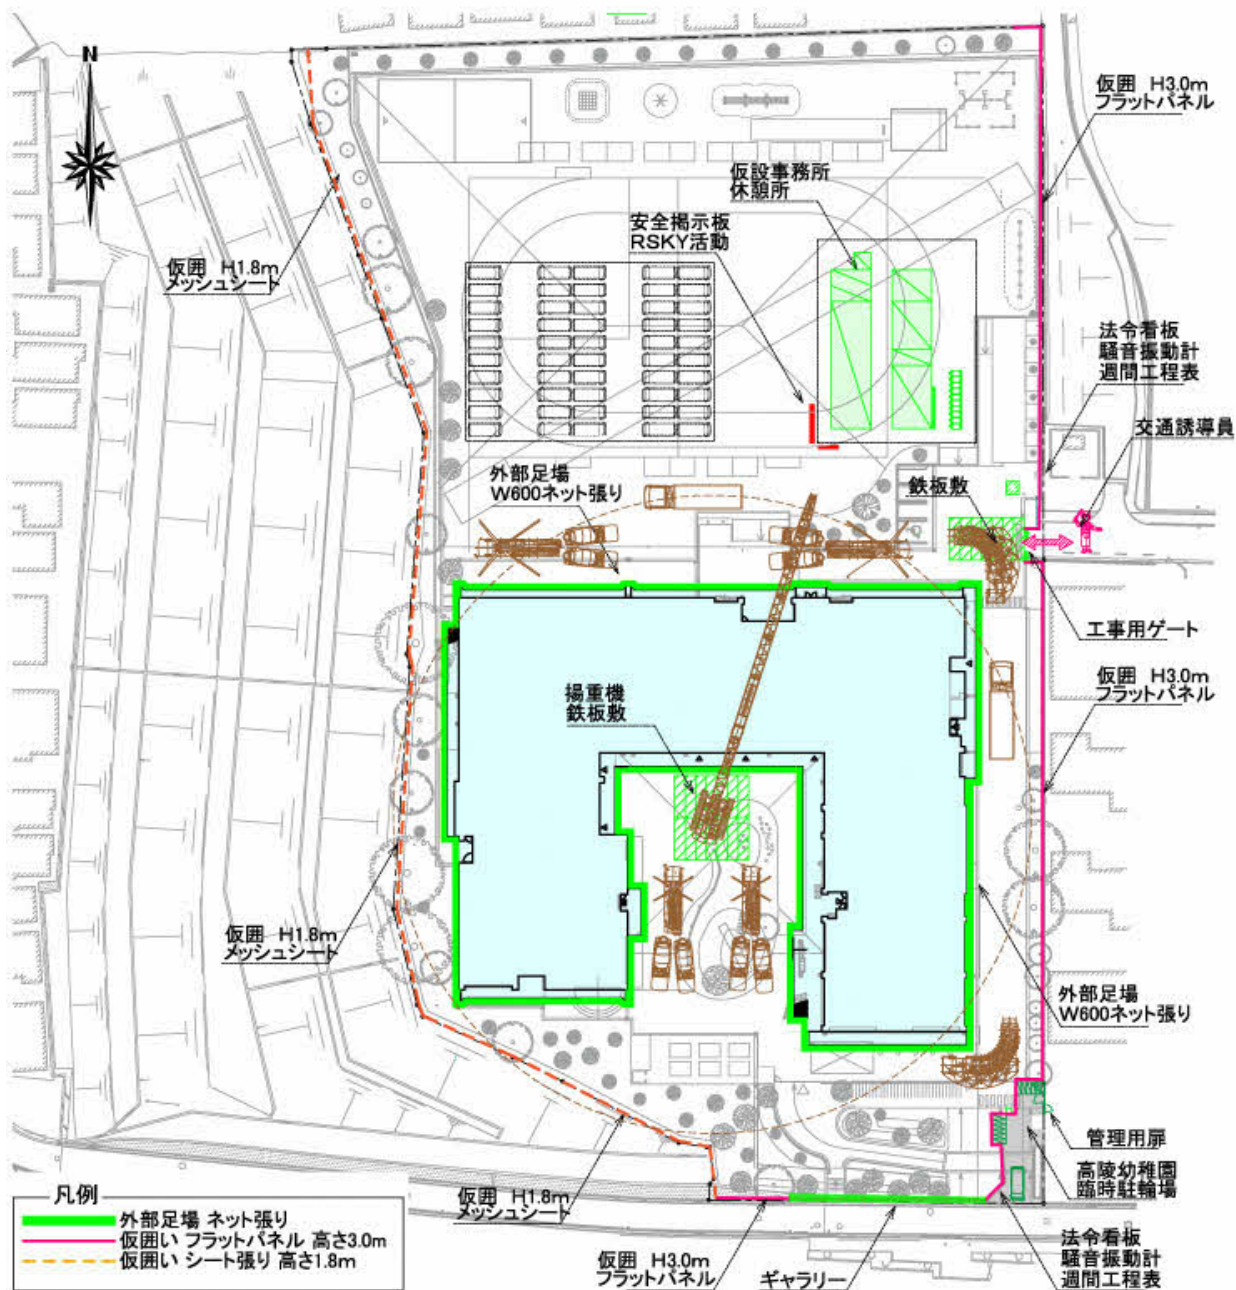 N
仮囲 H3.0m
フラットパネル
仮設事務所
休憩所
安全掲示板
RSKY活動
仮囲 H1.8m
メッシュシート
法令看板
騒音振動計
週間工程表
交通誘導員
外部足場
W600ネット張り
鉄板敷
工事用ゲート
仮囲 H3.0m
フラットパネル
揚重機
鉄板敷
仮囲 H1.8m
メッシュシート
外部足場
W600ネット張り
管理用扉
高陵幼稚園
臨時駐輪場
仮囲 H1.8m
メッシュシート
仮囲 H3.0m
フラットパネル
ギャラリー
法令看板
騒音振動計
週間工程表
凡例
外部足場 ネット張り
仮囲い フラットパネル 高さ3.0m
仮囲い シート張り 高さ1.8m